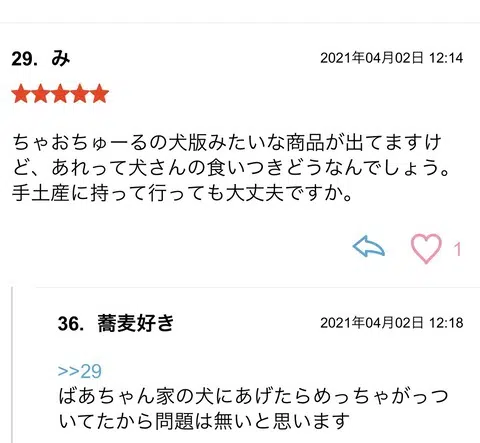 29. み
2021年04月02日 12:14
★★★★★
ちゃおちゅーるの犬版みたいな商品が出てますけ
ど、あれって犬さんの食いつきどうなんでしょう。
手土産に持って行っても大丈夫ですか。
1
36. 蕎麦好き
2021年04月02日 12:18
>>29
ばあちゃん家の犬にあげたらめっちゃがっつ
いてたから問題は無いと思います